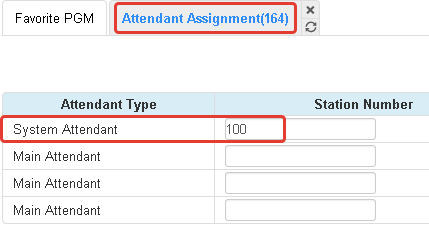 Favorite PGM Attendant Assignment(164)
Attendant Type Station Number
System Attendant 100
Main Attendant
Main Attendant
Main Attendant